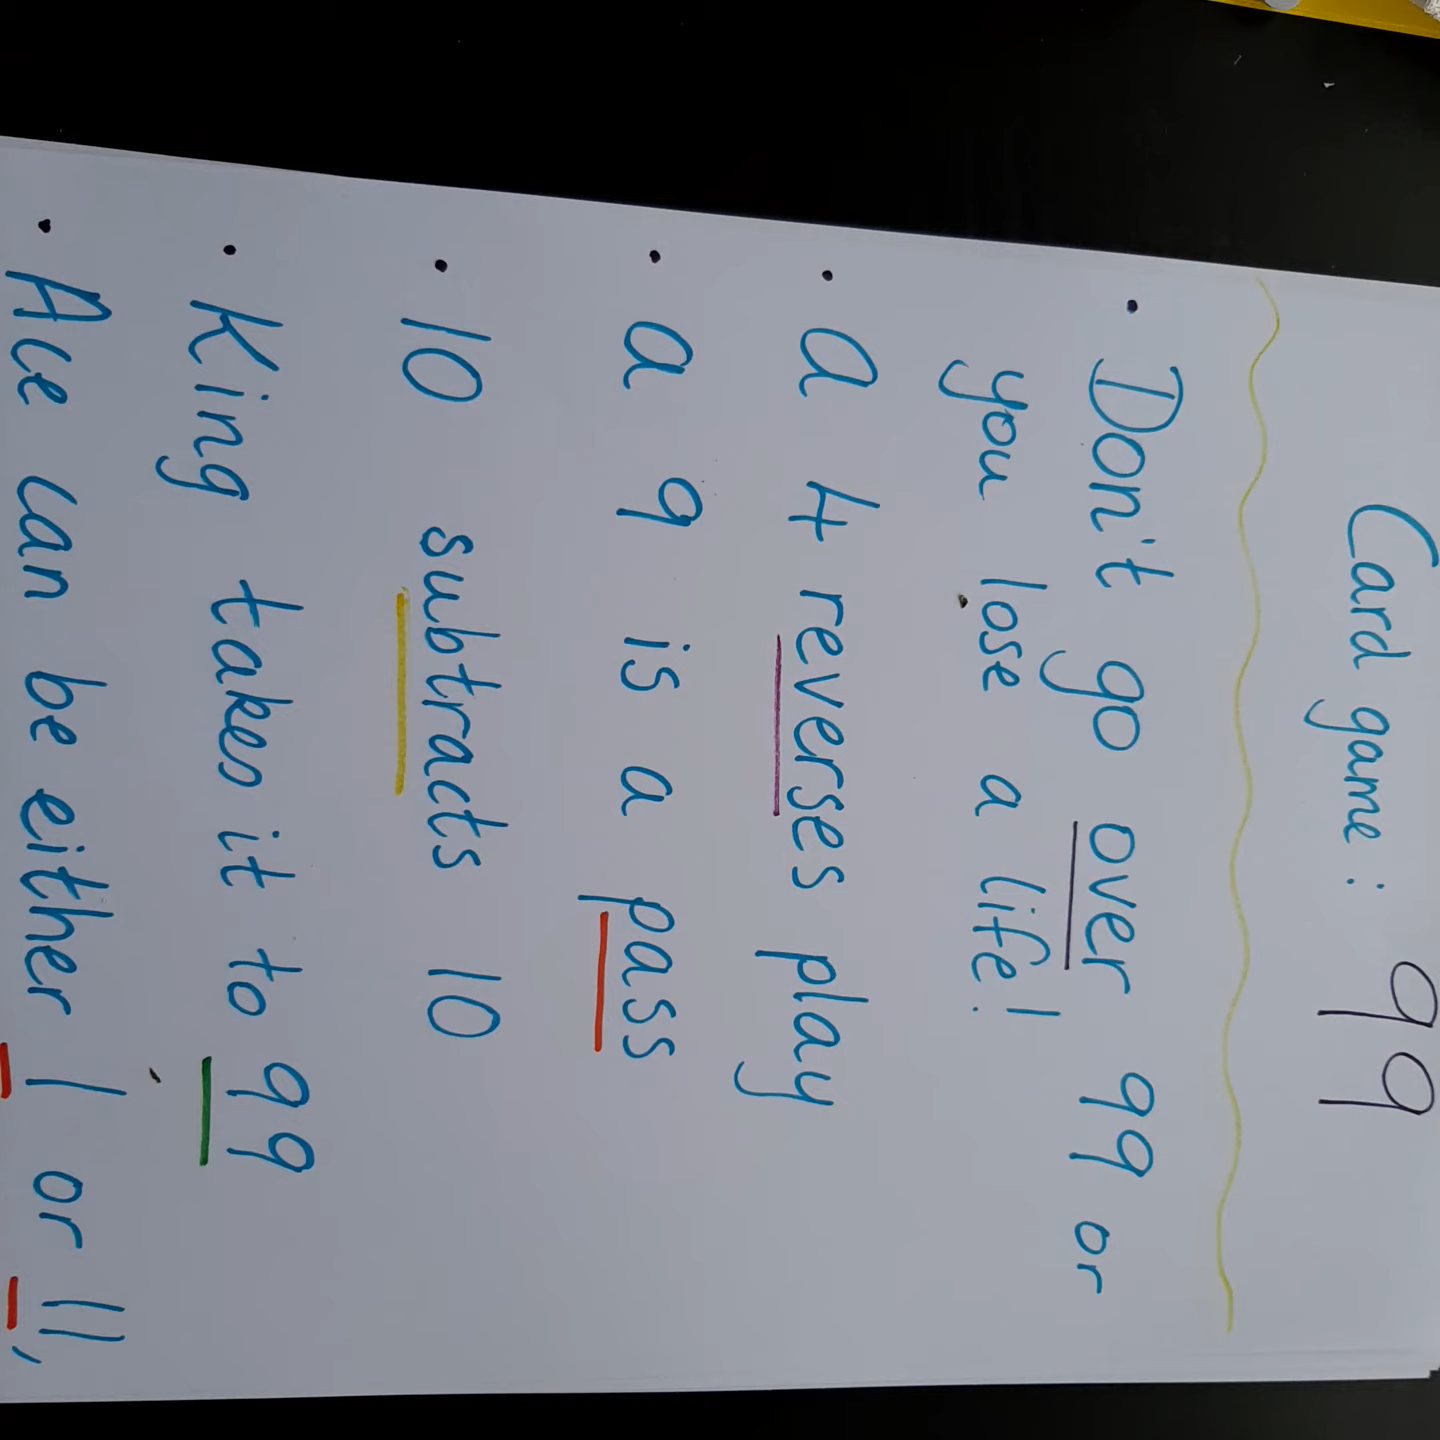 Card game: 99
• Don't go over 99 or
you lose a life!
• a 4 reverses play
• a 9 is a pass
• 10 subtracts 10
• King takes it to 99
• Ace can be either 1 or 11,